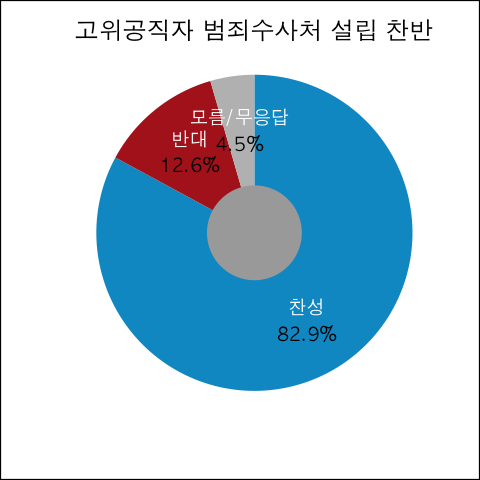 고위공직자 범죄수사처 설립 찬반
모름/무응답
4.5%
반대
12.6%
찬성
82.9%